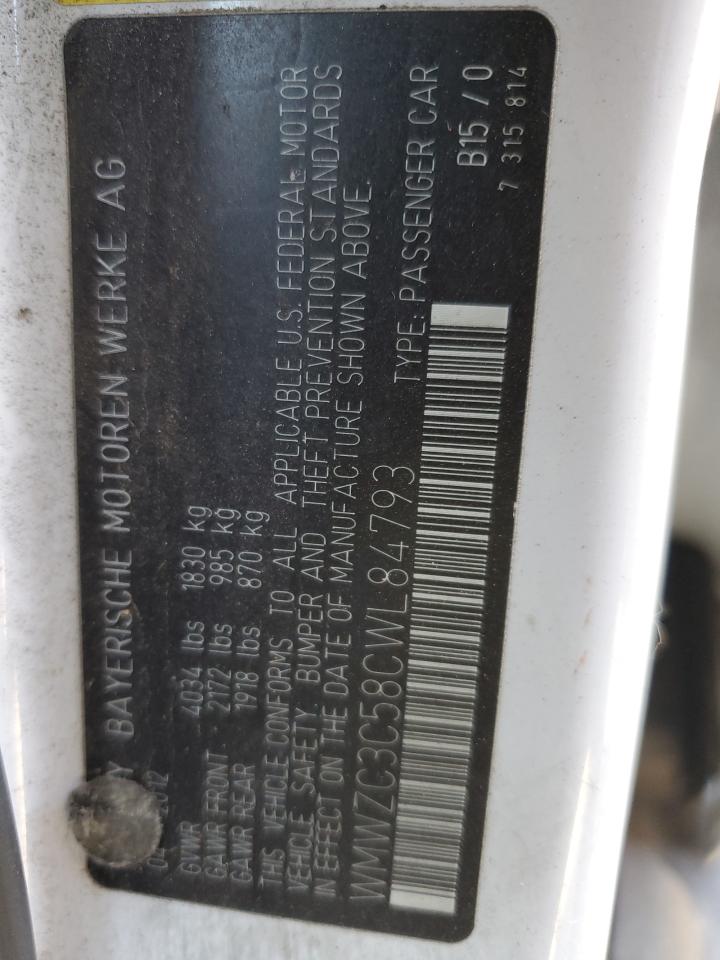 BY BAYERISCHE MOTOREN WERKE AG
2012
GVWR 4034 lbs 1830 kg
GAWR FRONT 2172 lbs 985 kg
GAWR REAR 1918 lbs 870 kg
THIS VEHICLE CONFORMS TO ALL APPLICABLE U.S. FEDERAL MOTOR
VEHICLE SAFETY, BUMPER AND THEFT PREVENTION STANDARDS
IN EFFECT ON THE DATE OF MANUFACTURE SHOWN ABOVE.
WMWZC3C58CWL84793 TYPE: PASSENGER CAR
B15 / 0
7 315 814